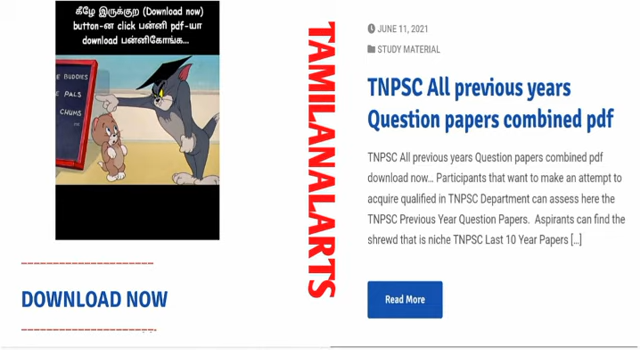 கீழே இருக்குற (Download now)
button-ன click பன்னி pdf-யா
download பன்னிகோங்க...
E BUDDIES
E PALS
CHUMS
DOWNLOAD NOW
TAMILANALARTS
JUNE 11, 2021
STUDY MATERIAL
TNPSC All previous years
Question papers combined pdf
TNPSC All previous years Question papers combined pdf
download now... Participants that want to make an attempt to
acquire qualified in TNPSC Department can assess here the
TNPSC Previous Year Question Papers. Aspirants can find the
shrewd that is niche TNPSC Last 10 Year Papers [...]
Read More